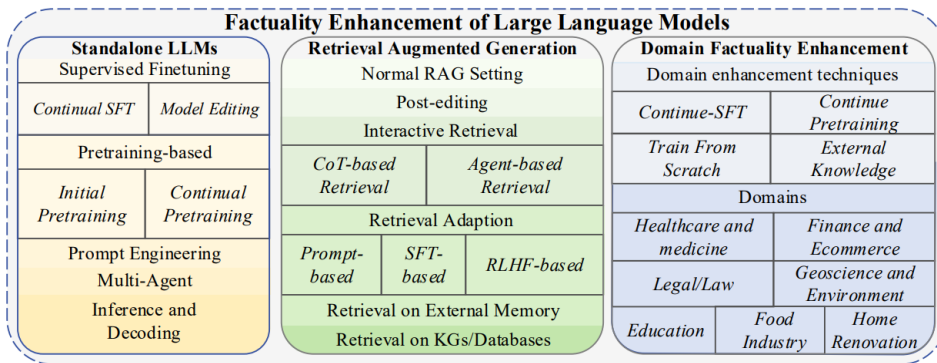 Factuality Enhancement of Large Language Models
Standalone LLMs
Supervised Finetuning
Continual SFT
Model Editing
Pretraining-based
Initial
Pretraining
Continual
Pretraining
Prompt Engineering
Multi-Agent
Inference and
Decoding
Retrieval Augmented Generation
Normal RAG Setting
Post-editing
Interactive Retrieval
CoT-based
Retrieval
Agent-based
Retrieval
Retrieval Adaption
Prompt-
based
SFT-
based
RLHF-based
Retrieval on External Memory
Retrieval on KGs/Databases
Domain Factuality Enhancement
Domain enhancement techniques
Continue-SFT
Continue
Pretraining
Train From
Scratch
External
Knowledge
Domains
Healthcare and
medicine
Finance and
Ecommerce
Legal/Law
Geoscience and
Environment
Education
Food
Industry
Home
Renovation